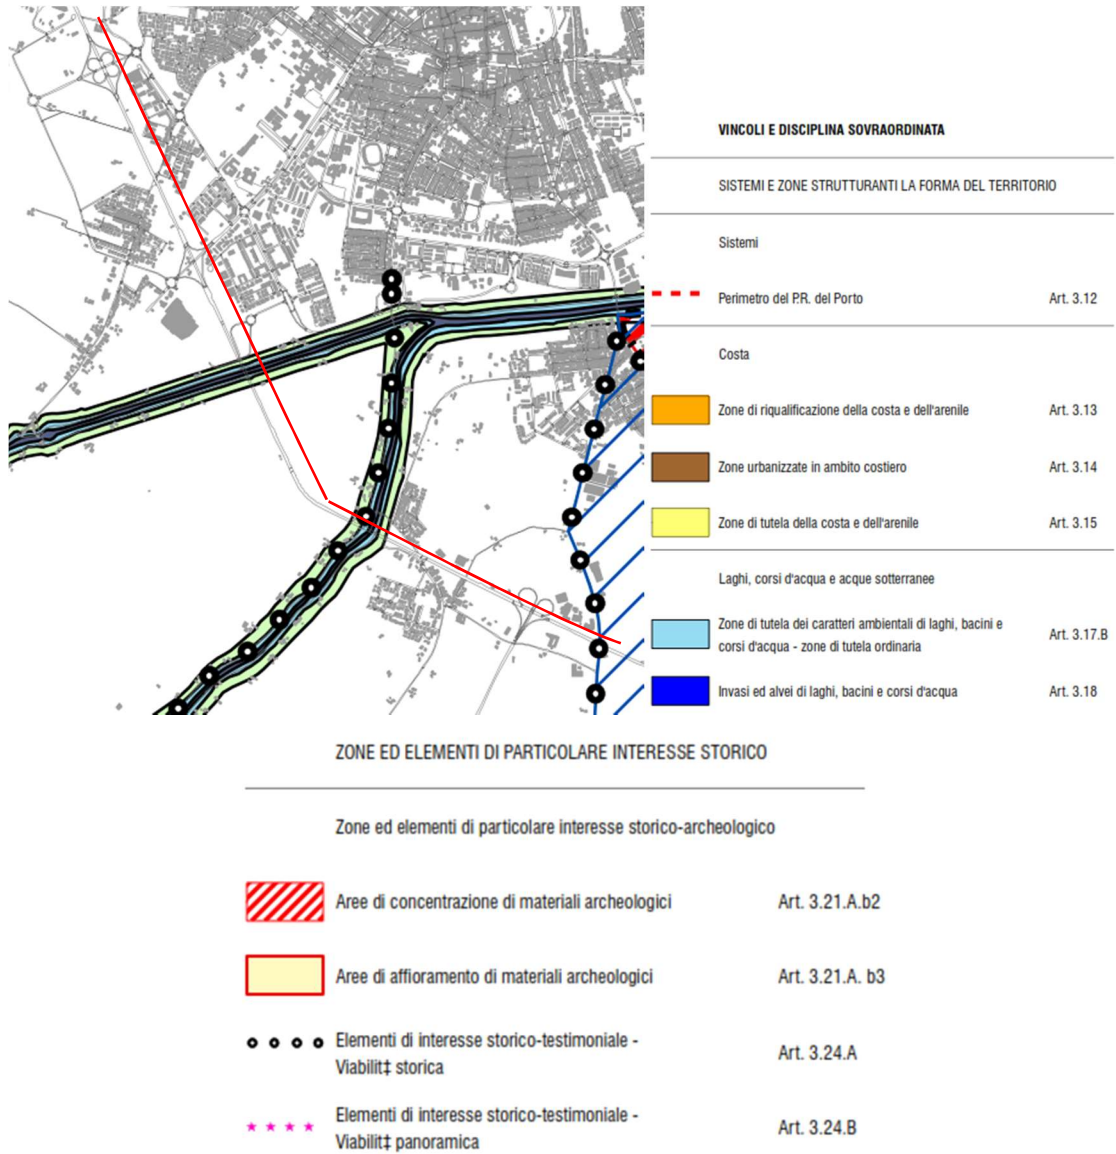 VINCOLI E DISCIPLINA SOVRAORDINATA
SISTEMI E ZONE STRUTTURANTI LA FORMA DEL TERRITORIO
Sistemi
Perimetro del P.R. del Porto Art. 3.12
Costa
Zone di riqualificazione della costa e dell'arenile Art. 3.13
Zone urbanizzate in ambito costiero Art. 3.14
Zone di tutela della costa e dell'arenile Art. 3.15
Laghi, corsi d'acqua e acque sotterranee
Zone di tutela dei caratteri ambientali di laghi, bacini e
corsi d'acqua - zone di tutela ordinaria Art. 3.17.B
Invasi ed alvei di laghi, bacini e corsi d'acqua Art. 3.18
ZONE ED ELEMENTI DI PARTICOLARE INTERESSE STORICO
Zone ed elementi di particolare interesse storico-archeologico
Aree di concentrazione di materiali archeologici Art. 3.21.A.b2
Aree di affioramento di materiali archeologici Art. 3.21.A. b3
Elementi di interesse storico-testimoniale -
Viabilit‡ storica Art. 3.24.A
Elementi di interesse storico-testimoniale -
Viabilit‡ panoramica Art. 3.24.B